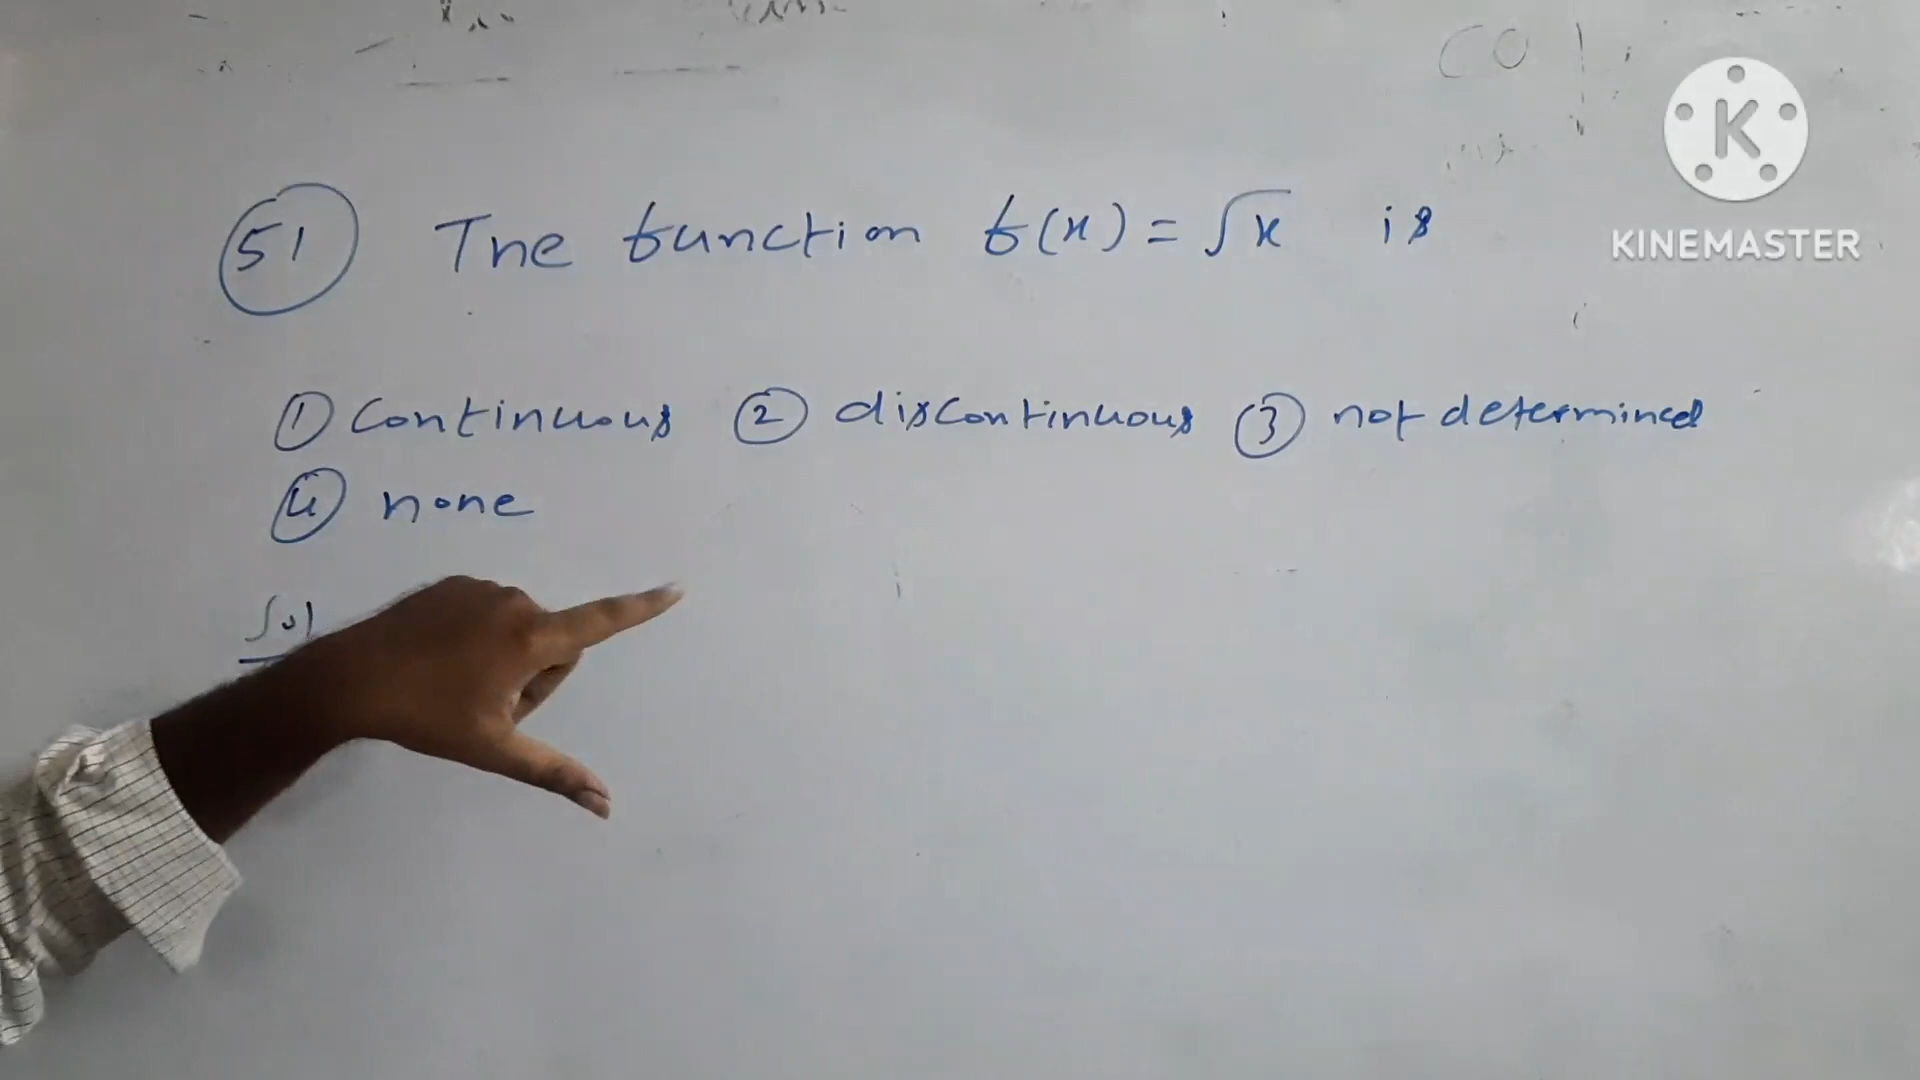 KINEMASTER
51 The function f(x) = √x is
1 continuous 2 discontinuous 3 not determined
4 none
Sol